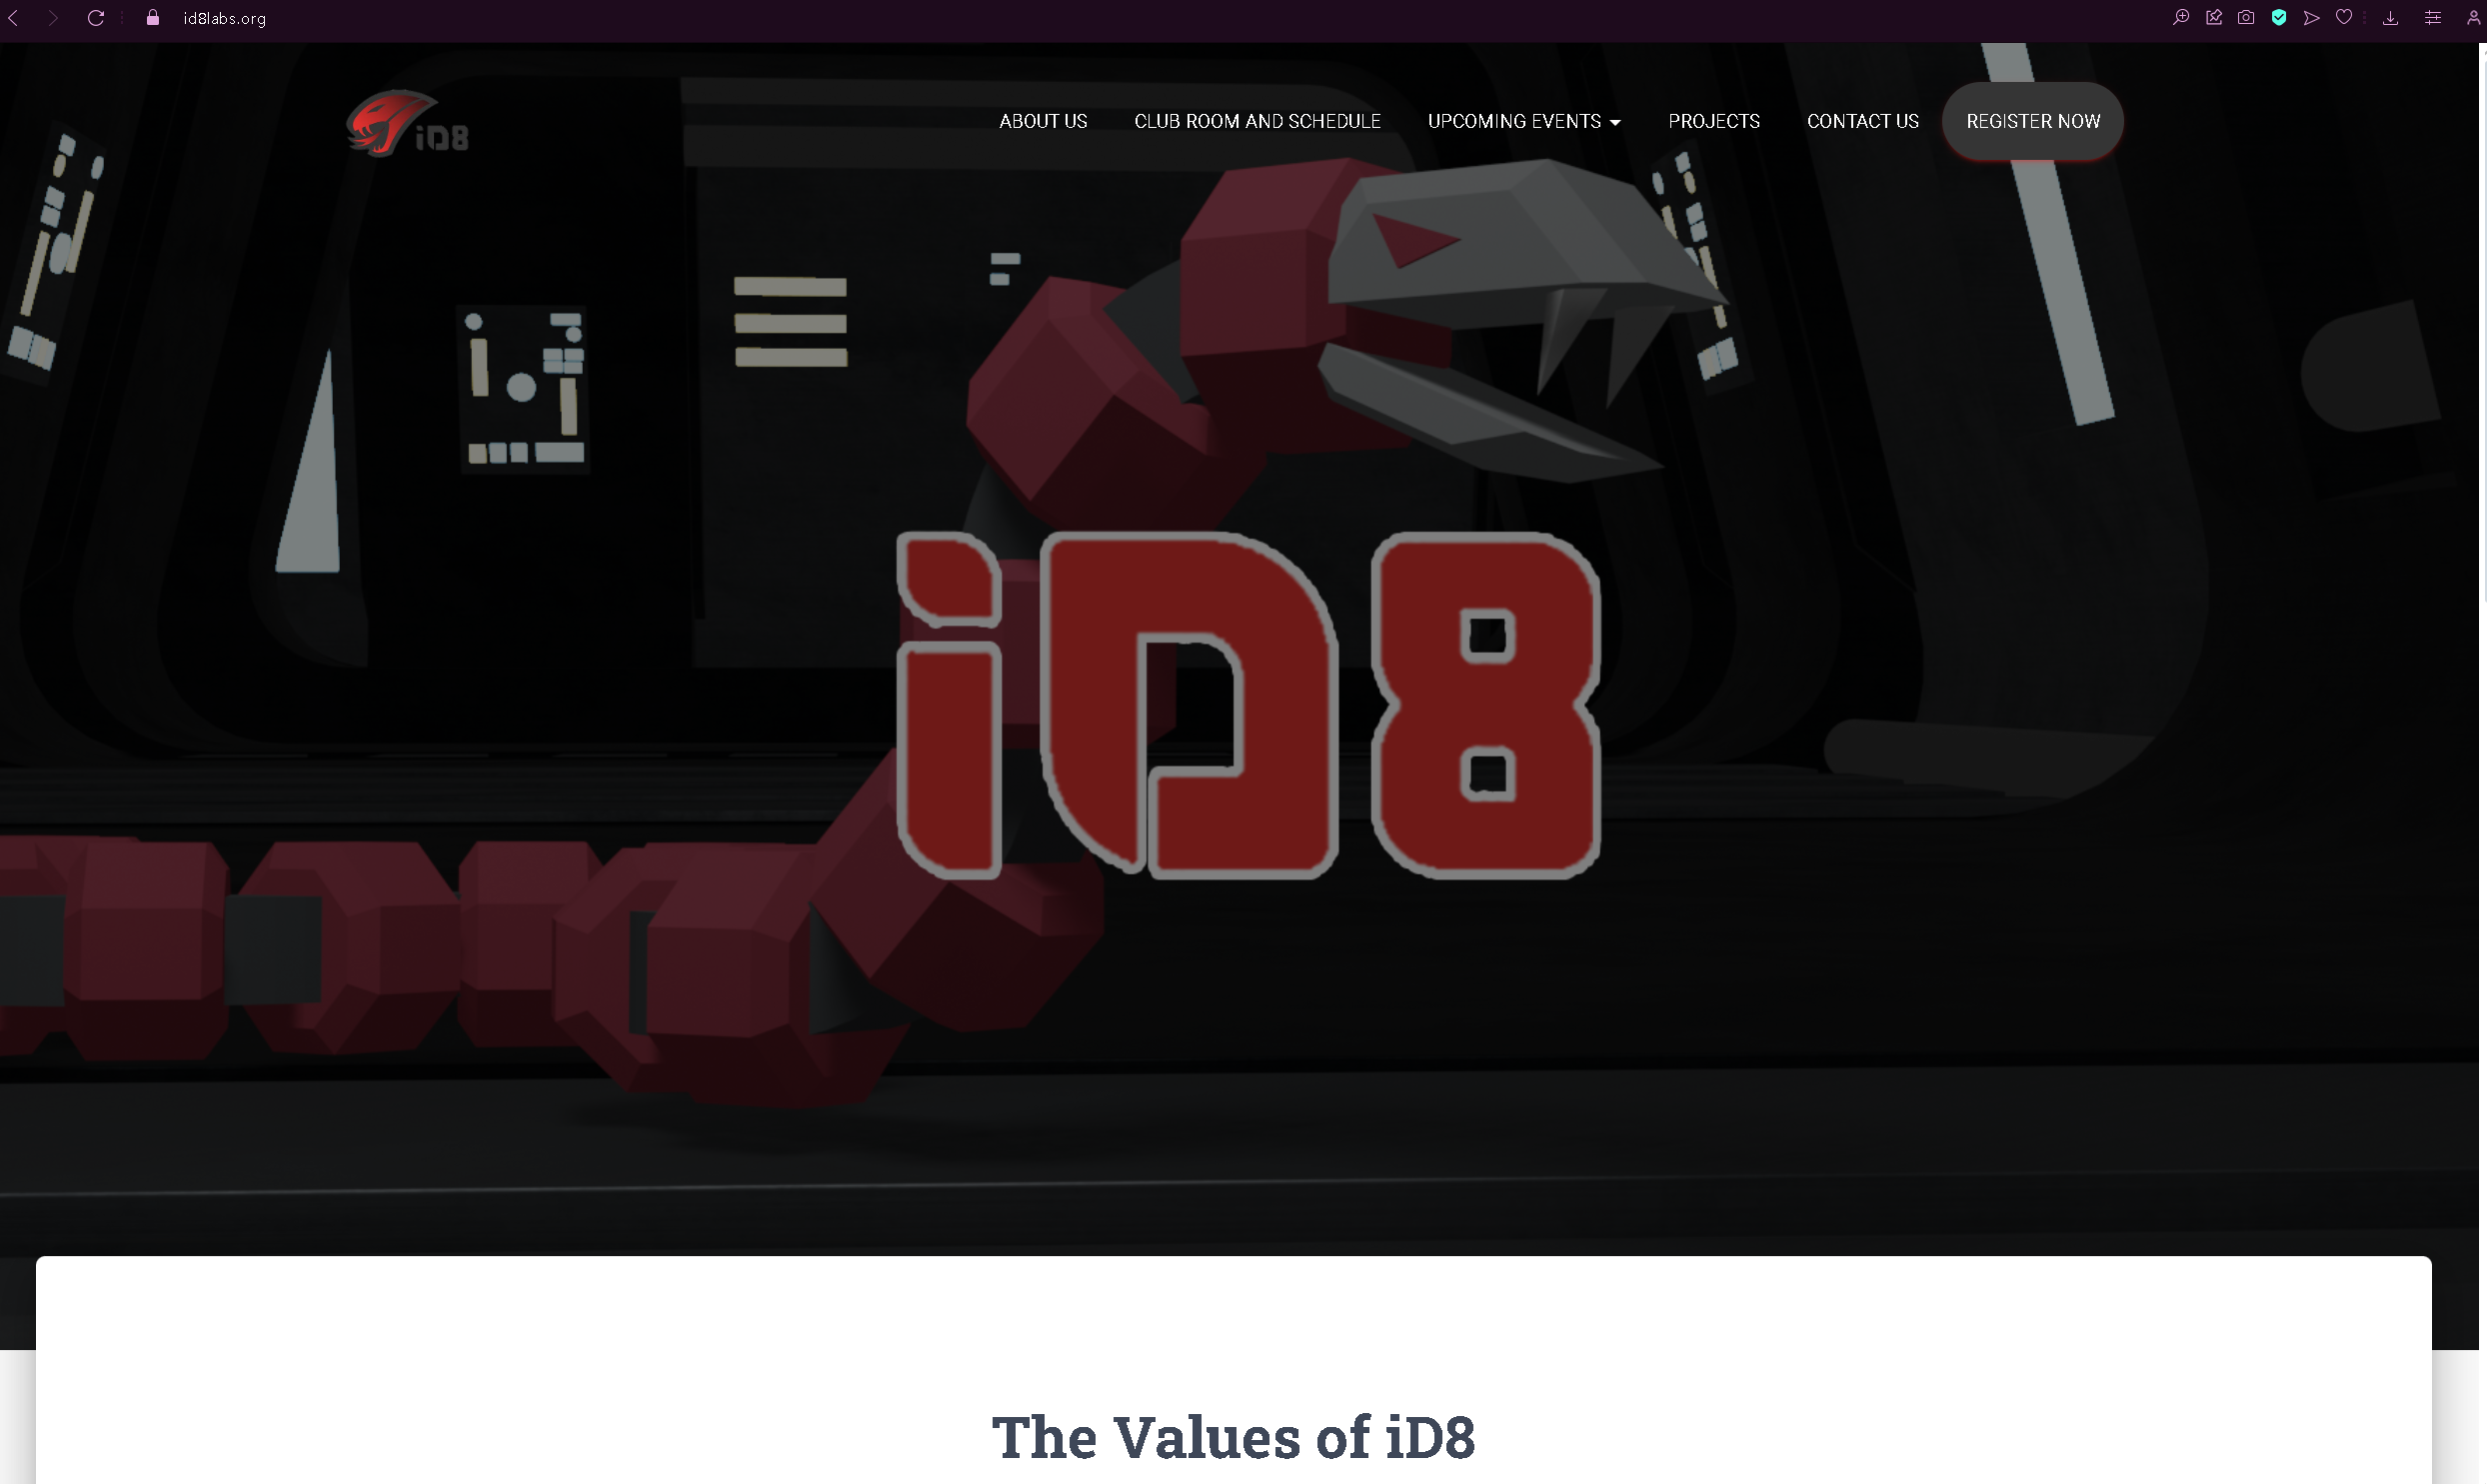 id8labs.org
iD8
ABOUT US
CLUB ROOM AND SCHEDULE
UPCOMING EVENTS
PROJECTS
CONTACT US
REGISTER NOW
iD8
The Values of iD8